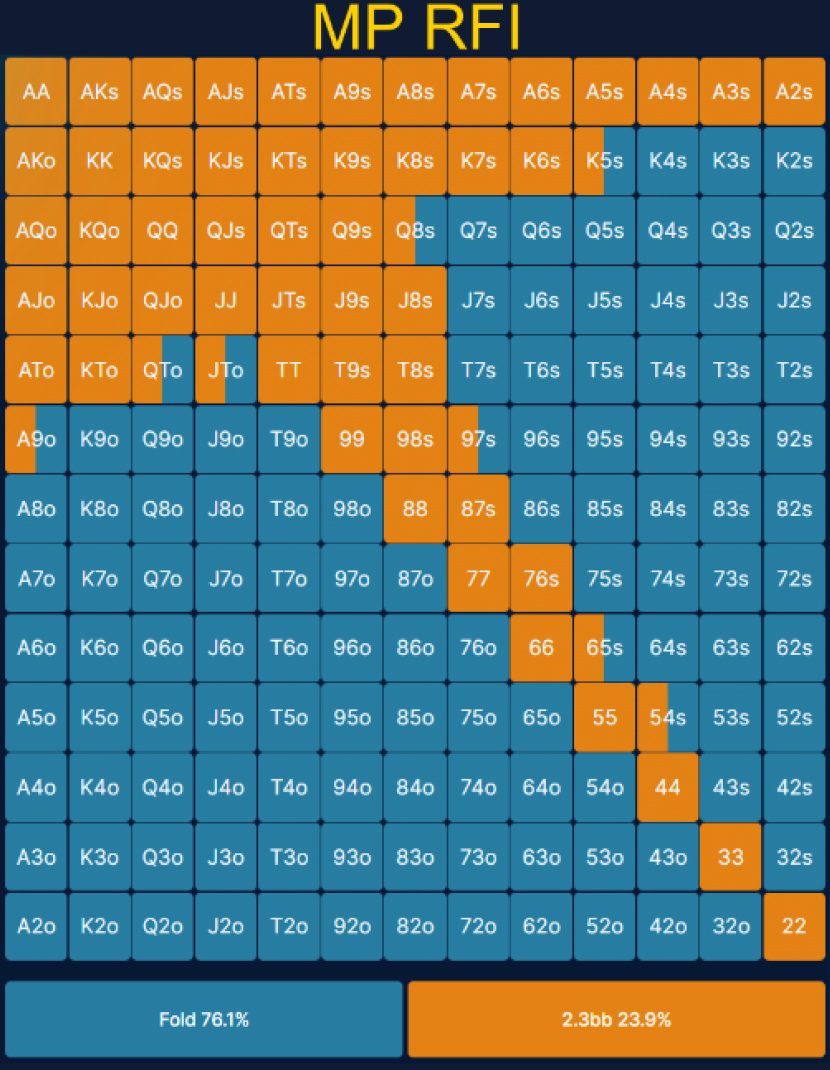 MP RFI
AA AKs AQs AJs ATs A9s A8s A7s A6s A5s A4s A3s A2s
AKo KK KQs KJs KTs K9s K8s K7s K6s K5s K4s K3s K2s
AQo KQo QQ QJs QTs Q9s Q8s Q7s Q6s Q5s Q4s Q3s Q2s
AJo KJo QJo JJ JTs J9s J8s J7s J6s J5s J4s J3s J2s
ATo KTo QTo JTo TT T9s T8s T7s T6s T5s T4s T3s T2s
A9o K9o Q9o J9o T9o 99 98s 97s 96s 95s 94s 93s 92s
A8o K8o Q8o J8o T8o 98o 88 87s 86s 85s 84s 83s 82s
A7o K7o Q7o J7o T7o 97o 87o 77 76s 75s 74s 73s 72s
A6o K6o Q6o J6o T6o 96o 86o 76o 66 65s 64s 63s 62s
A5o K5o Q5o J5o T5o 95o 85o 75o 65o 55 54s 53s 52s
A4o K4o Q4o J4o T4o 94o 84o 74o 64o 54o 44 43s 42s
A3o K3o Q3o J3o T3o 93o 83o 73o 63o 53o 43o 33 32s
A2o K2o Q2o J2o T2o 92o 82o 72o 62o 52o 42o 32o 22
Fold 76.1% 2.3bb 23.9%